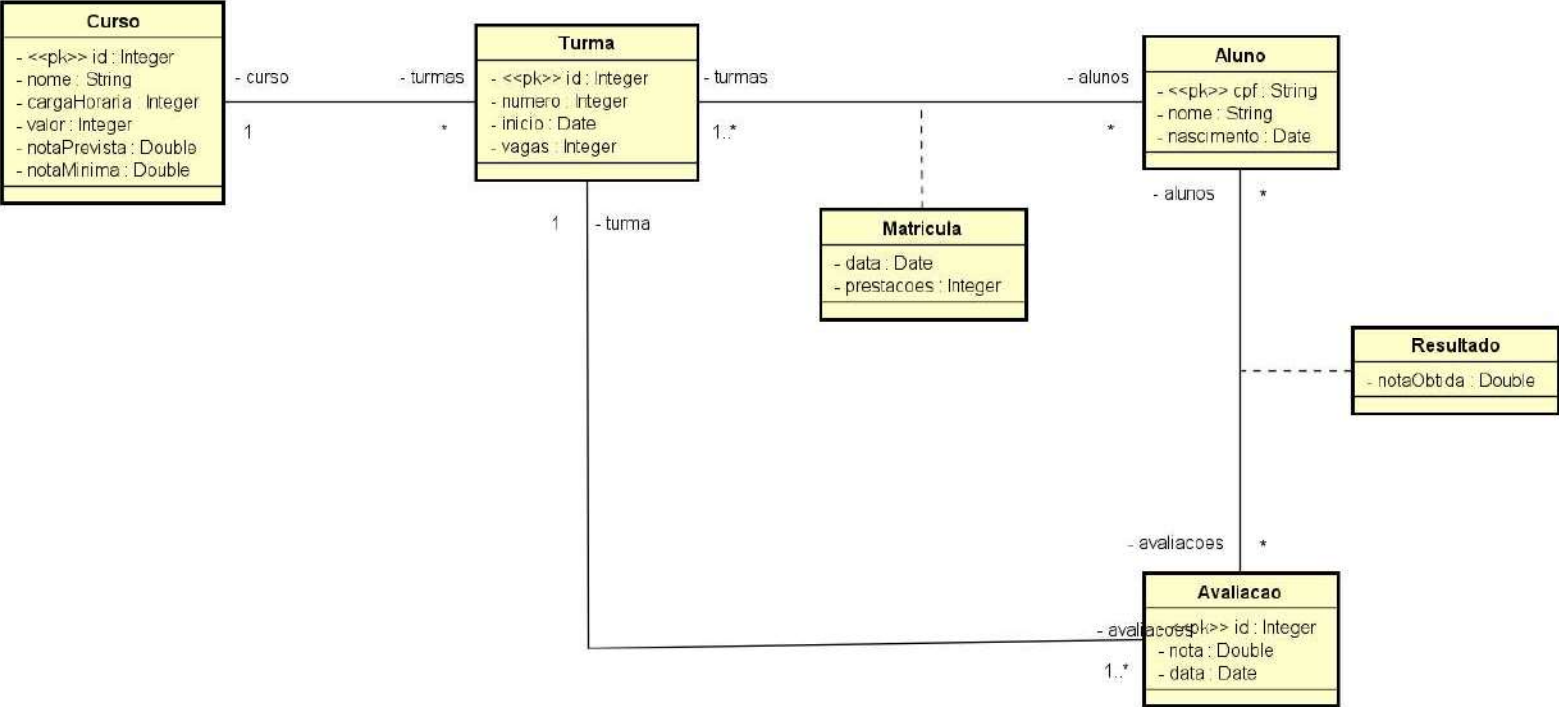 Curso
- <<pk>> id : Integer
- nome : String
- cargaHoraria : Integer
- valor : Integer
- notaPrevista : Double
- notaMinima : Double
- curso
1
- turmas
*
Turma
- <<pk>> id : Integer
- numero : Integer
- inicio : Date
- vagas : Integer
- turmas
1..*
- alunos
*
Aluno
- <<pk>> cpf : String
- nome : String
- nascimento : Date
1
- turma
- alunos
*
Matricula
- data : Date
- prestacoes : Integer
Resultado
- notaObtida : Double
- avaliacoes
*
- avaliacoes
1..*
Avaliacao
- <<pk>> id : Integer
- nota : Double
- data : Date